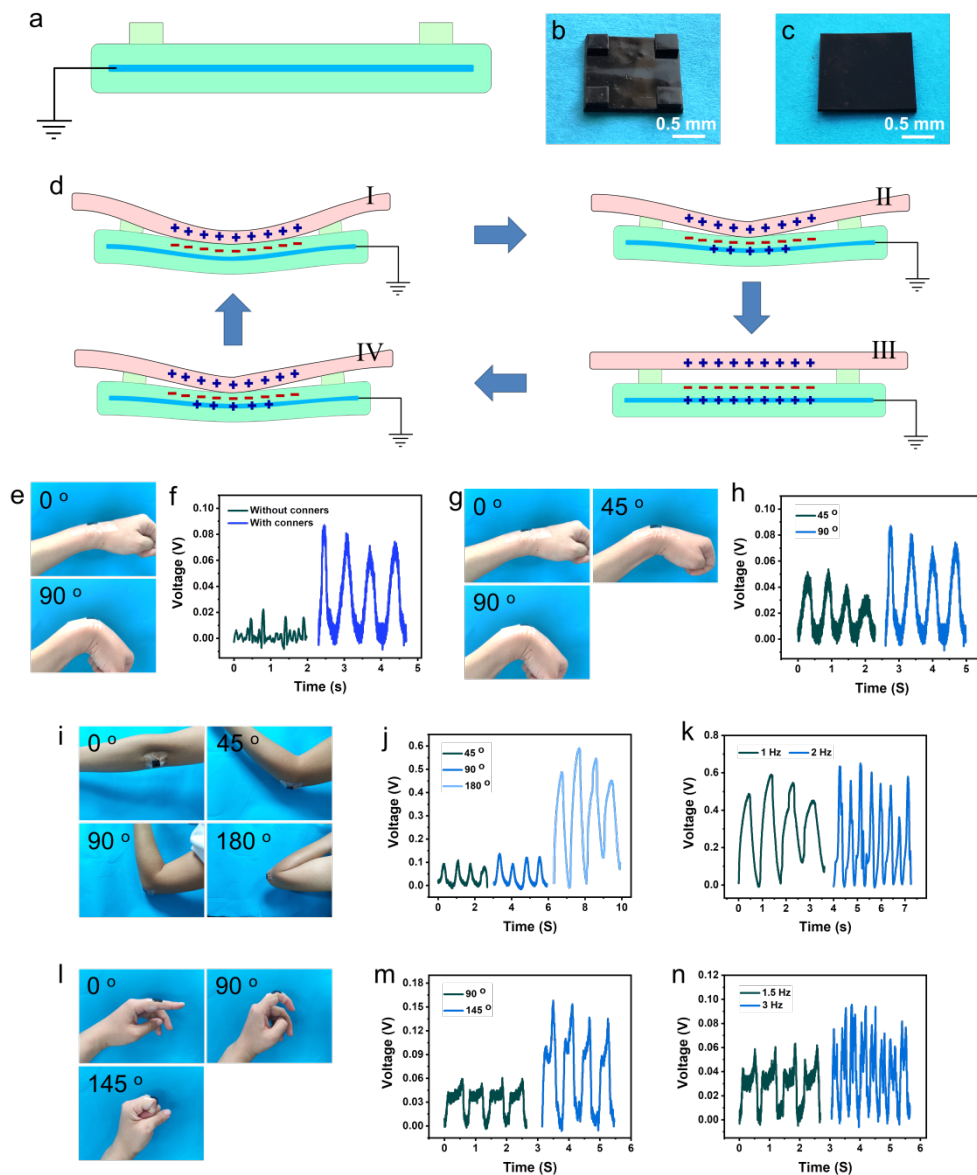 a
b
0.5 mm
c
0.5 mm
d
I
II
III
IV
e
0 °
90 °
f
Without conners
With conners
Voltage (V)
0.10
0.08
0.06
0.04
0.02
0.00
0 1 2 3 4 5
Time (s)
g
0 °
45 °
90 °
h
45 °
90 °
Voltage (V)
0.10
0.08
0.06
0.04
0.02
0.00
0 1 2 3 4 5
Time (S)
i
0 °
45 °
90 °
180 °
j
45 °
90 °
180 °
Voltage (V)
0.6
0.5
0.4
0.3
0.2
0.1
0.0
0 2 4 6 8 10
Time (S)
k
1 Hz 2 Hz
Voltage (V)
0.8
0.6
0.4
0.2
0.0
0 1 2 3 4 5 6 7
Time (s)
l
0 °
90 °
145 °
m
90 °
145 °
Voltage (V)
0.18
0.15
0.12
0.09
0.06
0.03
0.00
0 1 2 3 4 5 6
Time (S)
n
1.5 Hz
3 Hz
Voltage (V)
0.12
0.10
0.08
0.06
0.04
0.02
0.00
0 1 2 3 4 5 6
Time (S)